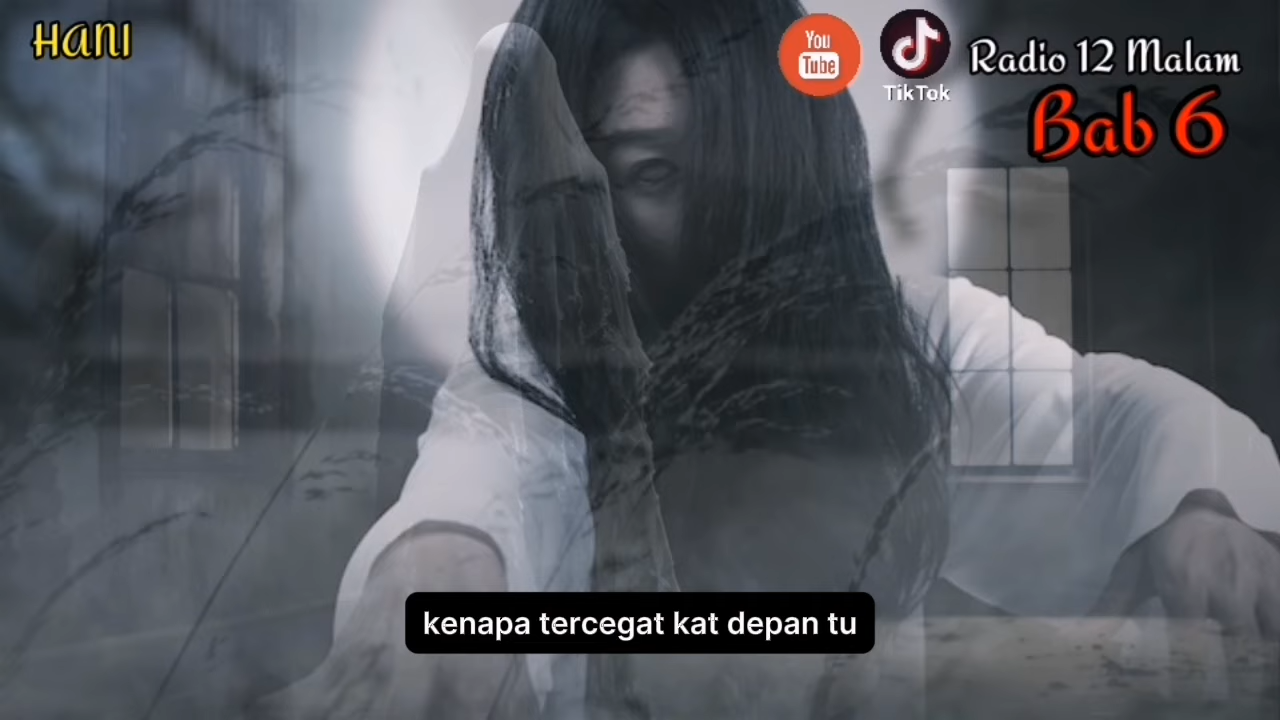 HANI
You
Tube
TikTok
Radio 12 Malam
Bab 6
kenapa tercegat kat depan tu